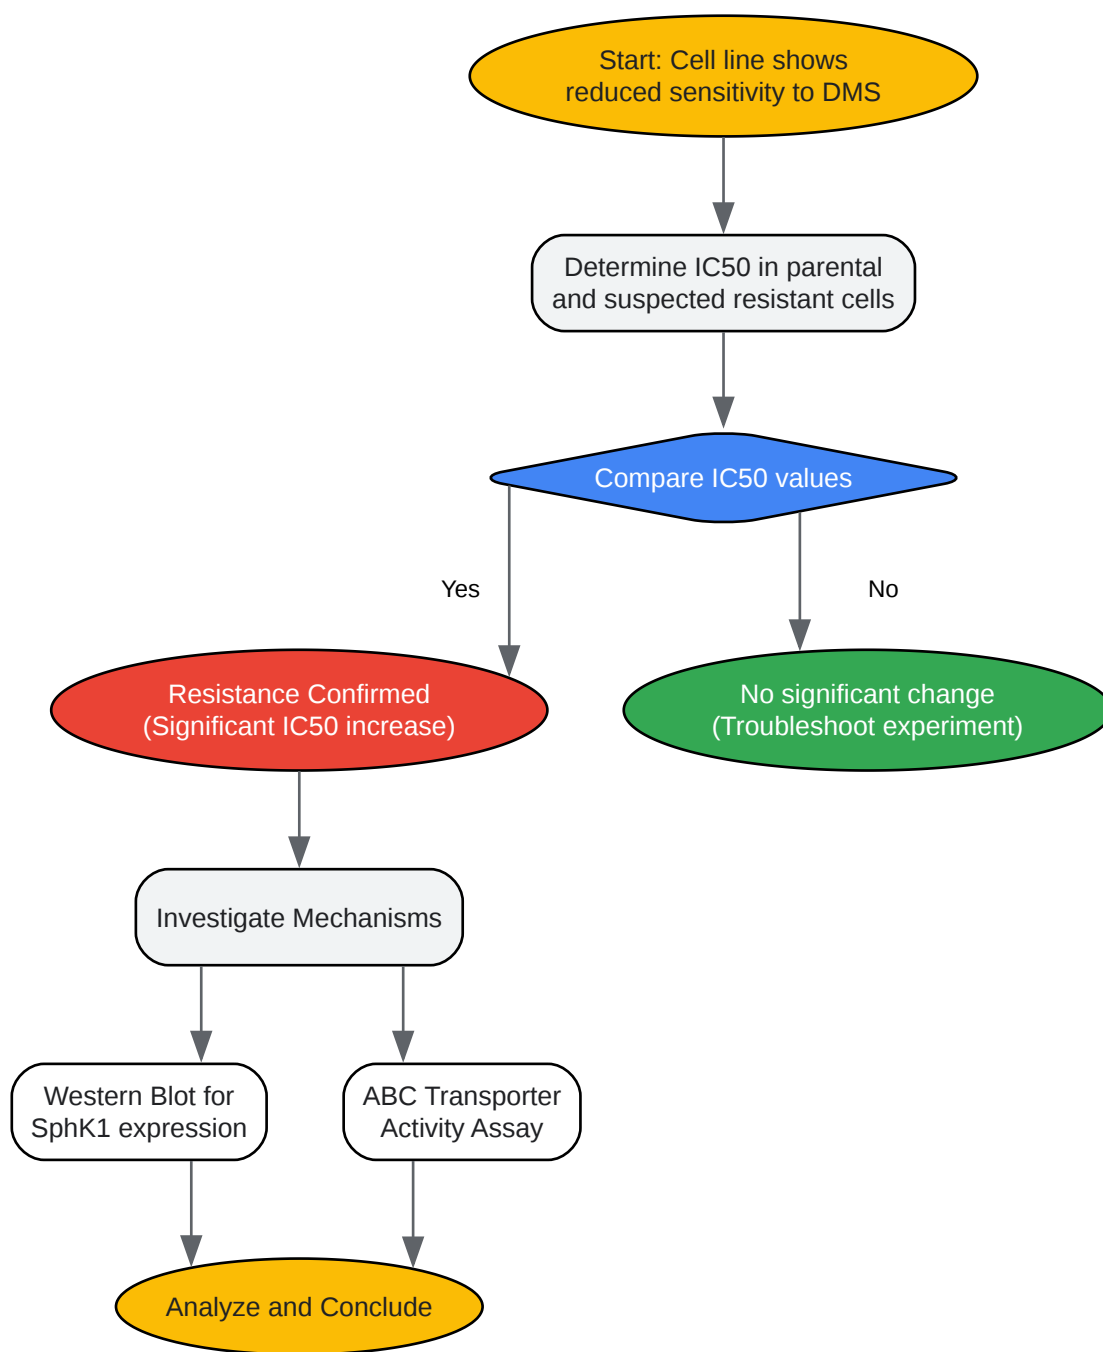 Start: Cell line shows
reduced sensitivity to DMS
Determine IC50 in parental
and suspected resistant cells
Compare IC50 values
Yes
No
Resistance Confirmed
(Significant IC50 increase)
No significant change
(Troubleshoot experiment)
Investigate Mechanisms
Western Blot for
SphK1 expression
ABC Transporter
Activity Assay
Analyze and Conclude